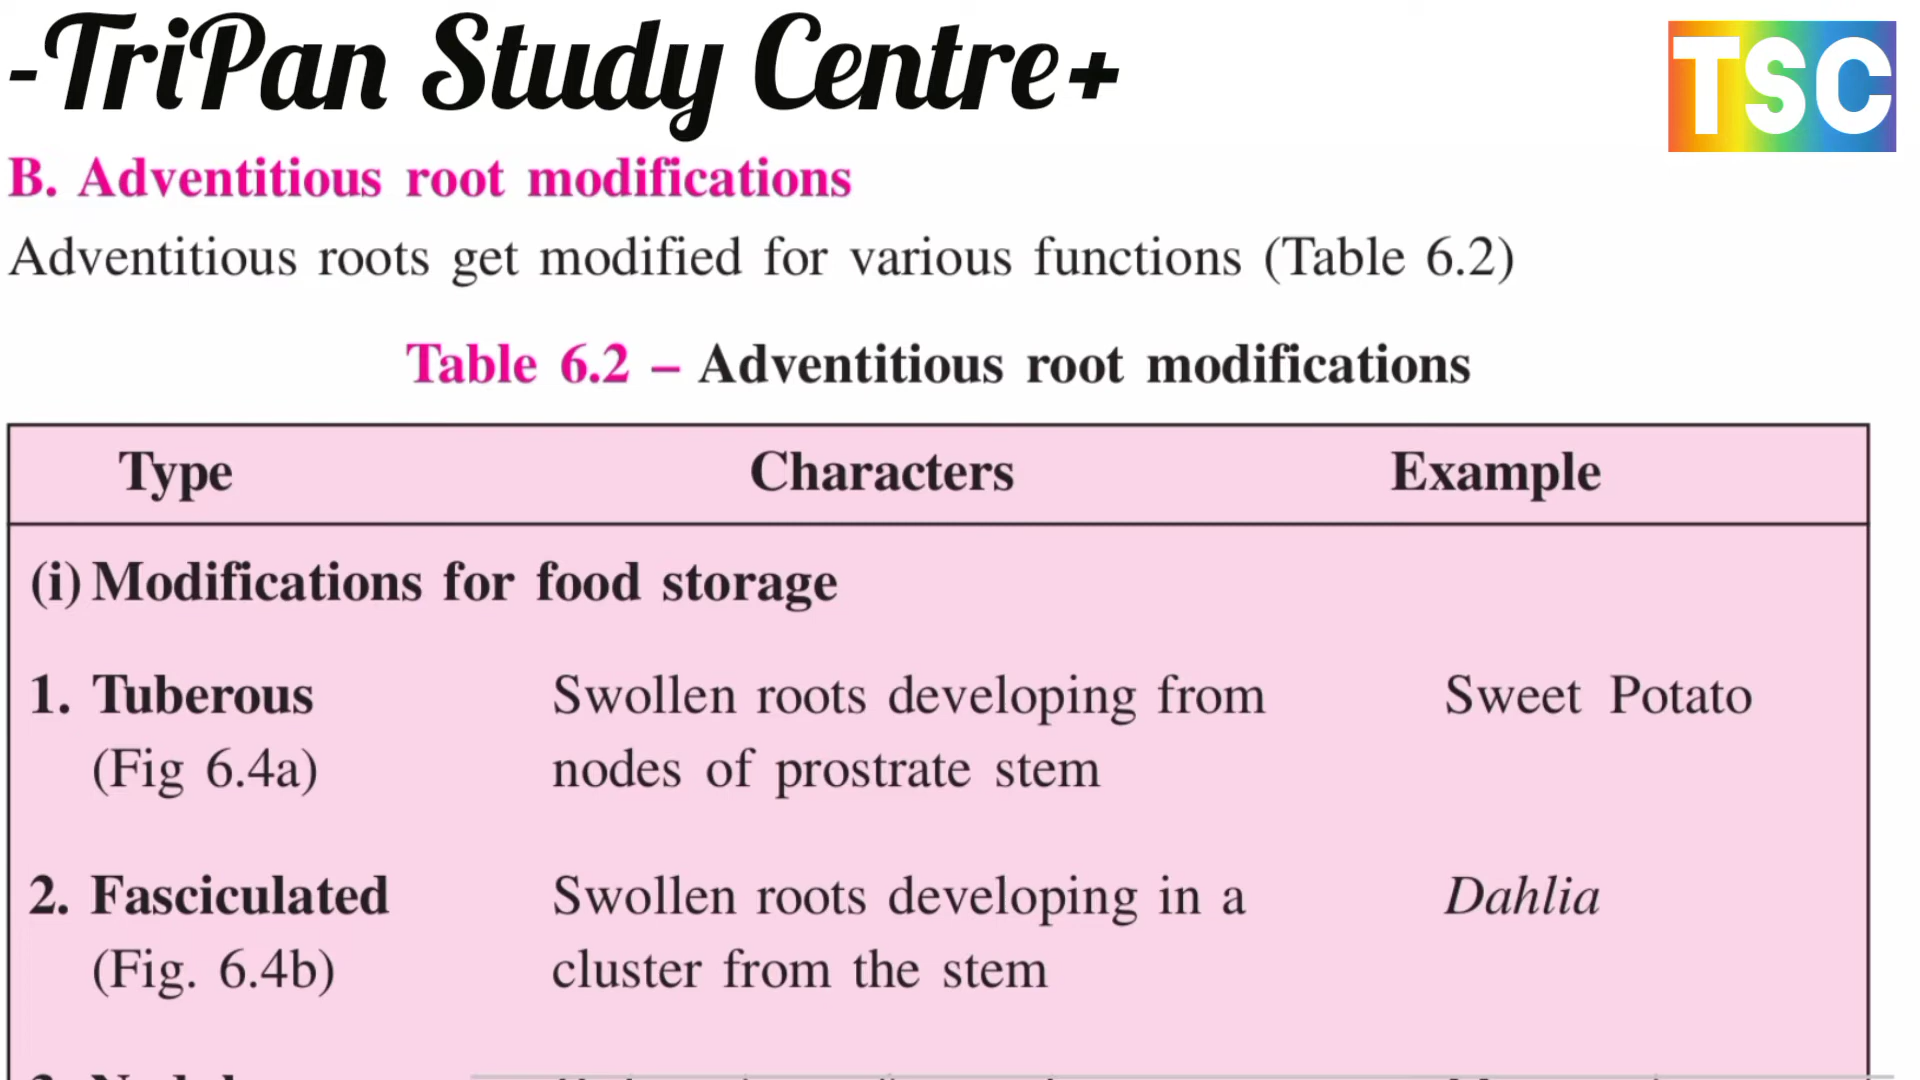 -TriPan Study Centre+
TSC
B. Adventitious root modifications
Adventitious roots get modified for various functions (Table 6.2)
Table 6.2 – Adventitious root modifications
Type Characters Example
(i) Modifications for food storage
1. Tuberous Swollen roots developing from Sweet Potato
(Fig 6.4a) nodes of prostrate stem
2. Fasciculated Swollen roots developing in a Dahlia
(Fig. 6.4b) cluster from the stem